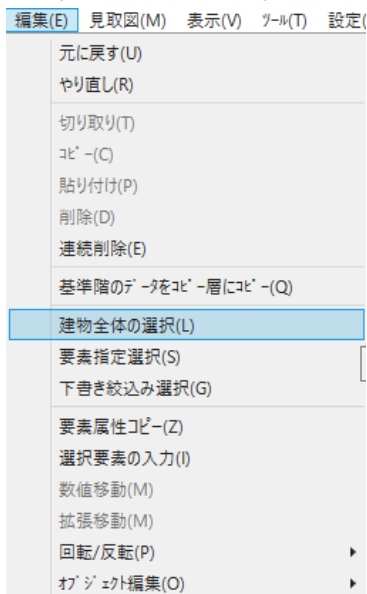 編集(E) 見取図(M) 表示(V) ﾂｰﾙ(T) 設定(
元に戻す(U)
やり直し(R)
切り取り(T)
ｺﾋﾟｰ(C)
貼り付け(P)
削除(D)
連続削除(E)
基準階のﾃﾞｰﾀをｺﾋﾟｰ層にｺﾋﾟｰ(Q)
建物全体の選択(L)
要素指定選択(S)
下書き絞込み選択(G)
要素属性コピー(Z)
選択要素の入力(I)
数値移動(M)
拡張移動(M)
回転/反転(P)
ｵﾌﾞｼﾞｪｸﾄ編集(O)